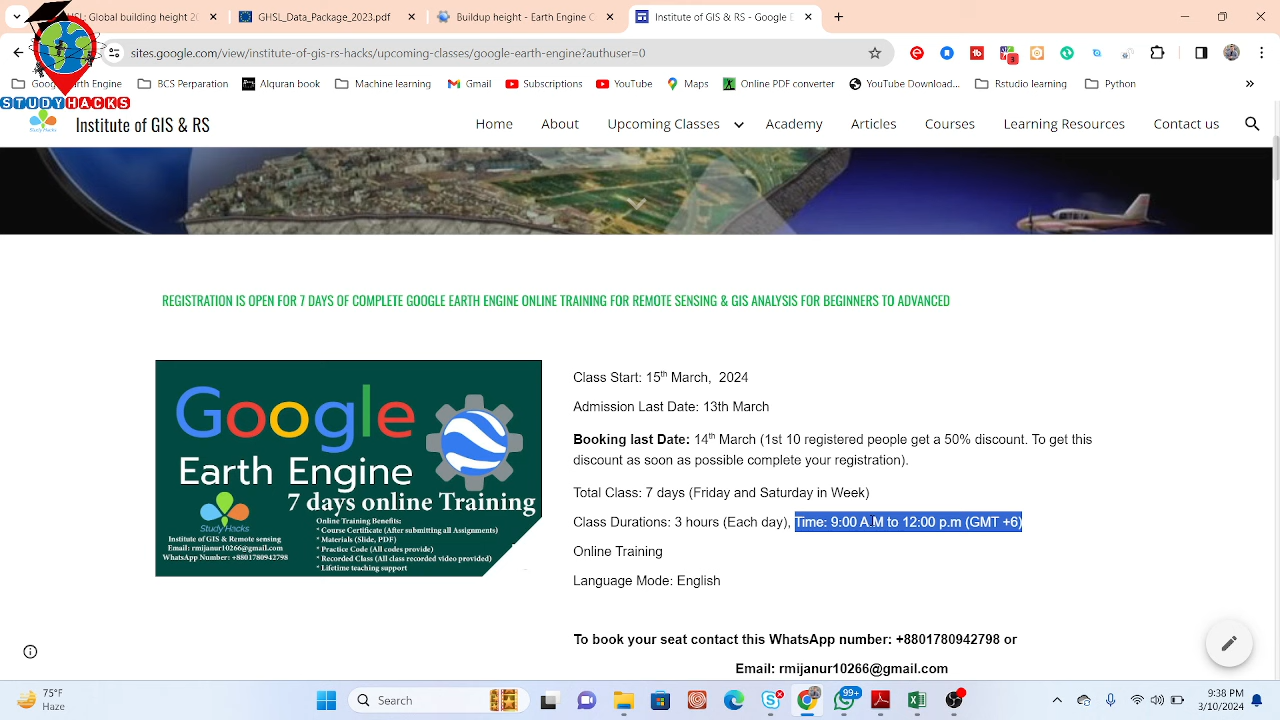 7 days
7_Days_Package_2023.pdf
Google Earth Engine
Institute of GIS & RS - Google E
sites.google.com/view/institute-of-gis-rs-hacks/upcoming-classes/google-earth-engine?authuser=0
3
Google Earth Engine
BCS Perparation
Alquran book
Machine learning
Gmail
Subscriptions
YouTube
Maps
Online PDF converter
YouTube Download...
Rstudio learning
Python
»
STUDYHACKS
Study Hacks
Institute of GIS & RS
Home
About
Upcoming Classes
Academy
Articles
Courses
Learning Resources
Contact us
REGISTRATION IS OPEN FOR 7 DAYS OF COMPLETE GOOGLE EARTH ENGINE ONLINE TRAINING FOR REMOTE SENSING & GIS ANALYSIS FOR BEGINNERS TO ADVANCED
Google
Earth Engine
7 days online Training
Study Hacks
Institute of GIS & Remote sensing
Email: rmijanur10266@gmail.com
WhatsApp Number: +8801780942798
Online Training Benefits:
* Course Certificate (After submitting all Assignments)
* Materials (Slide, PDF)
* Practice Code (All codes provide)
* Recorded Class (All class recorded video provided)
* Lifetime teaching support
Class Start: 15th March, 2024
Admission Last Date: 13th March
Booking last Date: 14th March (1st 10 registered people get a 50% discount. To get this
discount as soon as possible complete your registration).
Total Class: 7 days (Friday and Saturday in Week)
Class Durations: 3 hours (Each day), Time: 9:00 A.M to 12:00 p.m (GMT +6)
Online Training
Language Mode: English
To book your seat contact this WhatsApp number: +8801780942798 or
Email: rmijanur10266@gmail.com
75°F
Haze
Search
99+
9:38 PM
3/10/2024